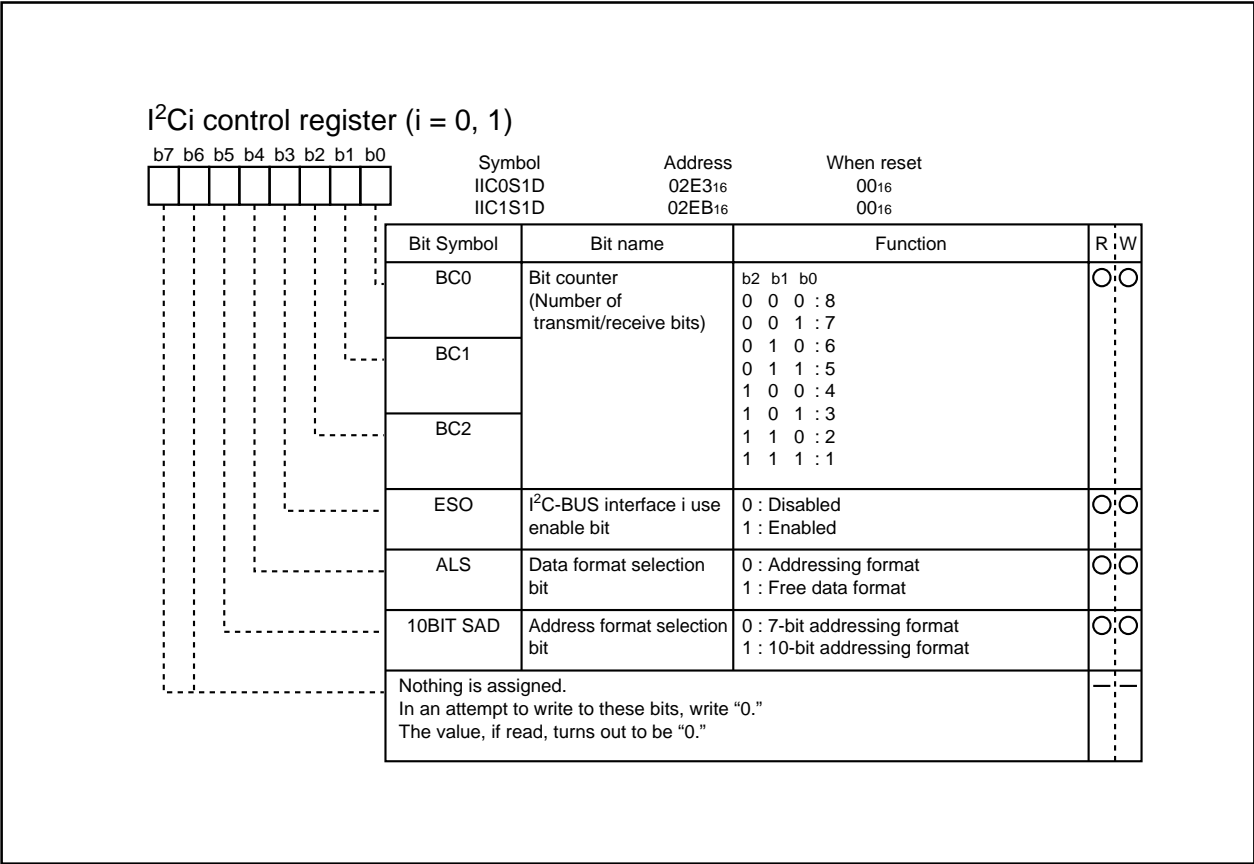 I²Ci control register (i = 0, 1)
b7 b6 b5 b4 b3 b2 b1 b0
Symbol Address When reset
IIC0S1D 02E3₁₆ 00₁₆
IIC1S1D 02EB₁₆ 00₁₆
Bit Symbol Bit name Function R W
BC0 Bit counter b2 b1 b0
(Number of 0 0 0 : 8
transmit/receive bits) 0 0 1 : 7
BC1 0 1 0 : 6
0 1 1 : 5
1 0 0 : 4
1 0 1 : 3
BC2 1 1 0 : 2
1 1 1 : 1
ESO I²C-BUS interface i use 0 : Disabled
enable bit 1 : Enabled
ALS Data format selection 0 : Addressing format
bit 1 : Free data format
10BIT SAD Address format selection 0 : 7-bit addressing format
bit 1 : 10-bit addressing format
Nothing is assigned. — —
In an attempt to write to these bits, write “0.”
The value, if read, turns out to be “0.”